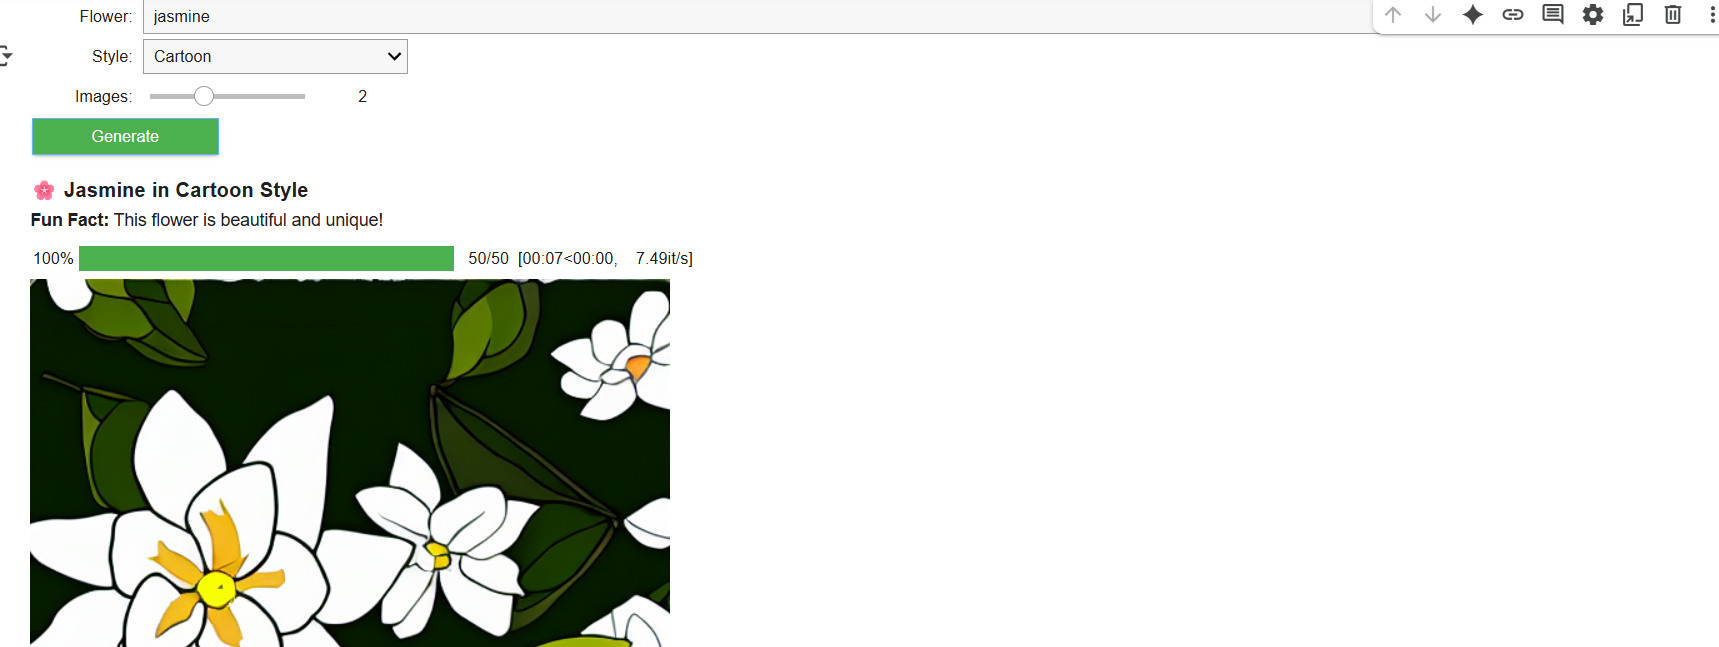 Flower: jasmine
Style: Cartoon
Images: 2
Generate
🌸 Jasmine in Cartoon Style
Fun Fact: This flower is beautiful and unique!
100% 50/50 [00:07<00:00, 7.49it/s]